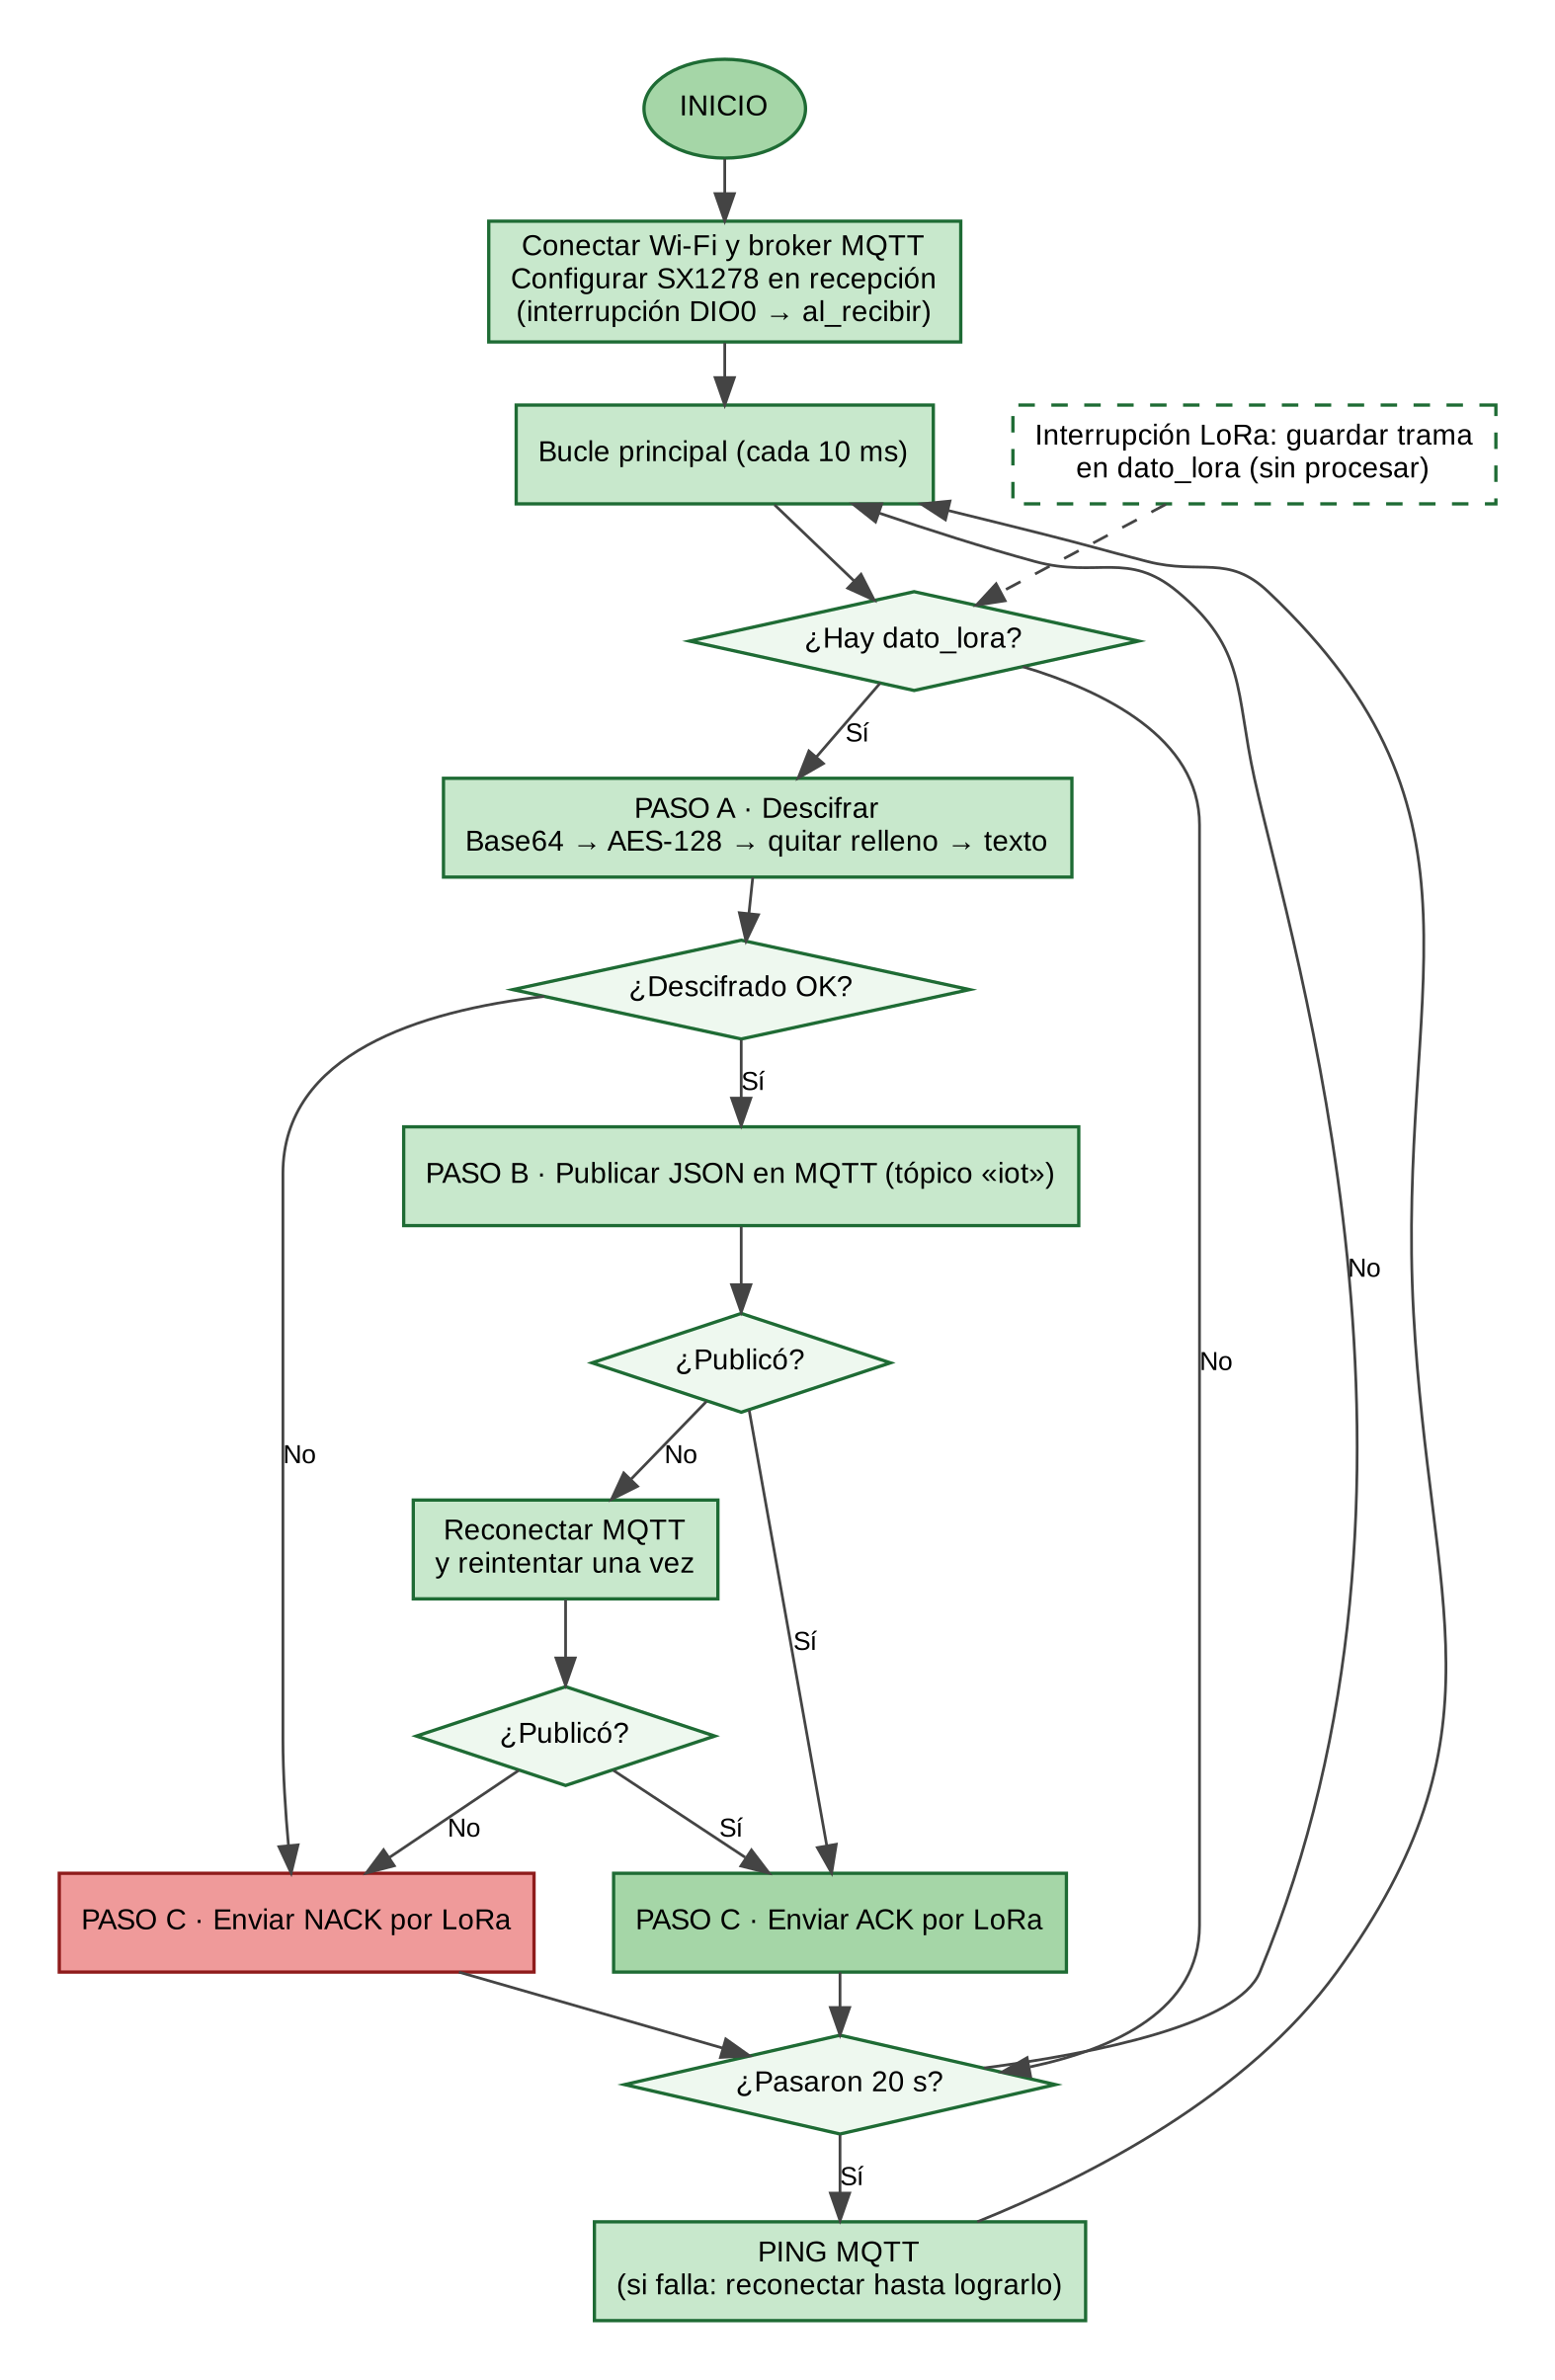 INICIO
Conectar Wi-Fi y broker MQTT
Configurar SX1278 en recepción
(interrupción DIO0 → al_recibir)
Bucle principal (cada 10 ms)
Interrupción LoRa: guardar trama
en dato_lora (sin procesar)
¿Hay dato_lora?
Sí
PASO A · Descifrar
Base64 → AES-128 → quitar relleno → texto
¿Descifrado OK?
Sí
PASO B · Publicar JSON en MQTT (tópico «iot»)
No
¿Publicó?
No
No
No
Reconectar MQTT
y reintentar una vez
Sí
¿Publicó?
No
Sí
PASO C · Enviar NACK por LoRa
PASO C · Enviar ACK por LoRa
¿Pasaron 20 s?
Sí
PING MQTT
(si falla: reconectar hasta lograrlo)